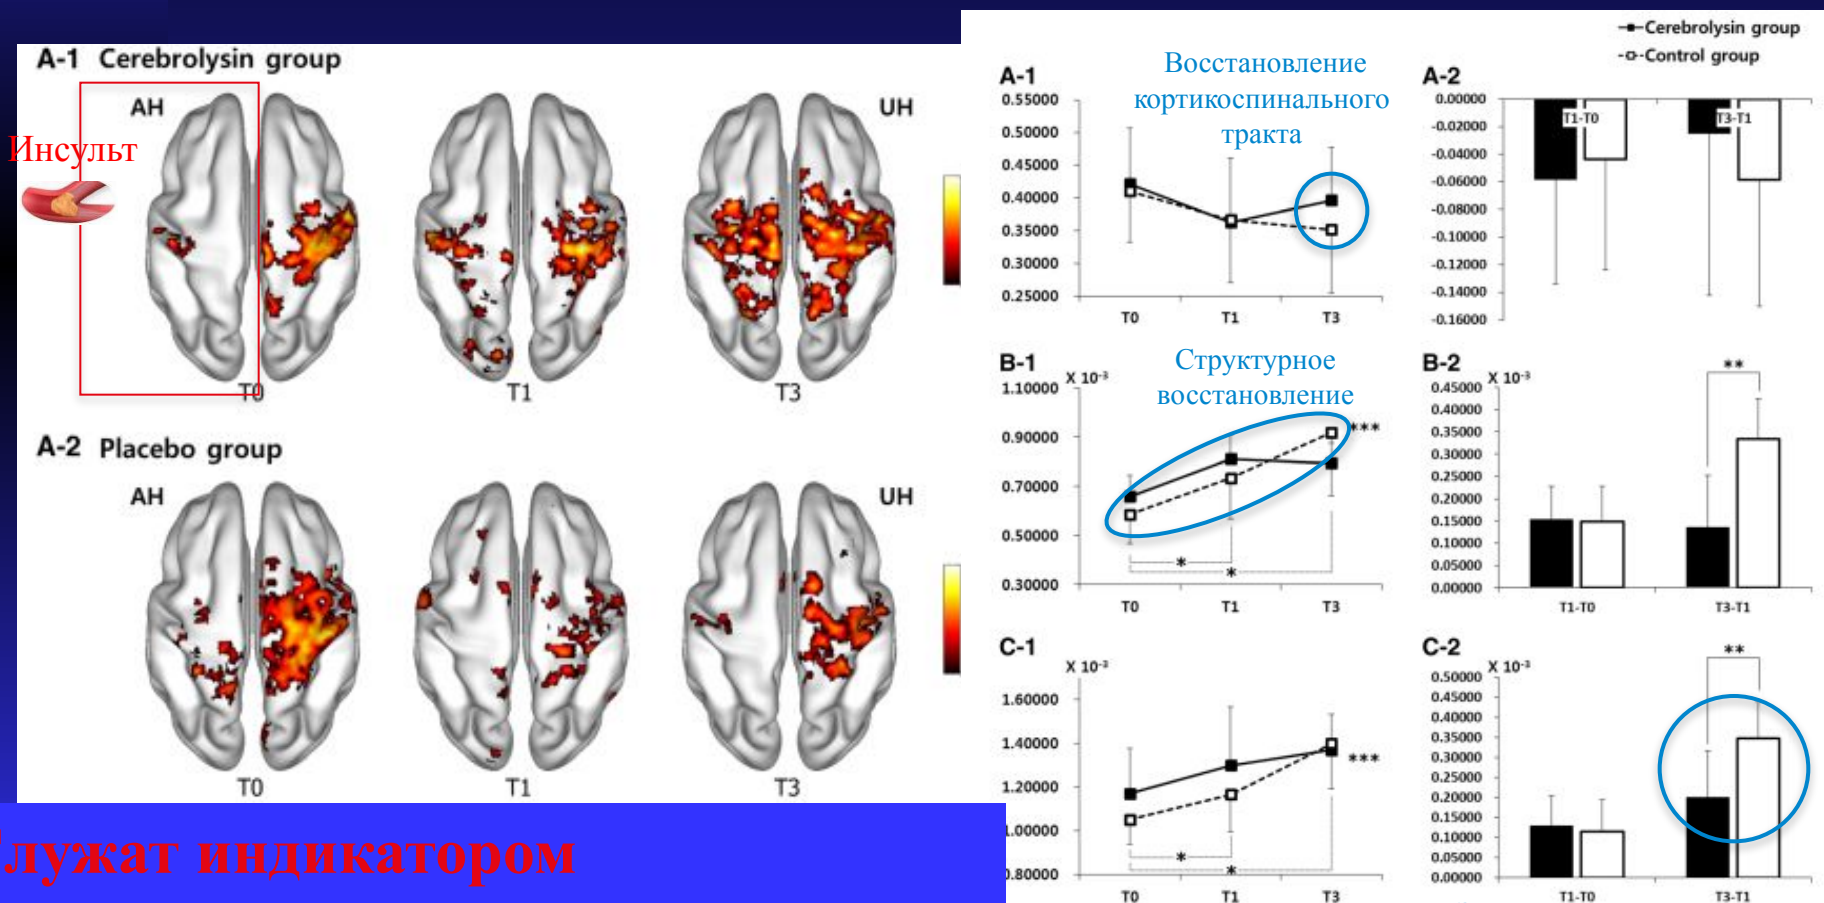 A-1 Cerebrolysin group
AH
UH
Инсульт
T0
T1
T3
A-2 Placebo group
AH
UH
T0
T1
T3
лужат индикатором
Cerebrolysin group
Control group
A-1
Восстановление
кортикоспинального
тракта
0.55000
0.50000
0.45000
0.40000
0.35000
0.30000
0.25000
T0
T1
T3
A-2
0.00000
-0.02000
-0.04000
-0.06000
-0.08000
-0.10000
-0.12000
-0.14000
-0.16000
T1-T0
T3-T1
B-1
X 10⁻³
Структурное
восстановление
1.10000
0.90000
0.70000
0.50000
0.30000
***
*
*
T0
T1
T3
B-2
X 10⁻³
**
0.45000
0.40000
0.35000
0.30000
0.25000
0.20000
0.15000
0.10000
0.05000
0.00000
T1-T0
T3-T1
C-1
X 10⁻³
1.60000
1.40000
1.20000
1.00000
0.80000
***
*
*
T0
T1
T3
C-2
X 10⁻³
**
0.50000
0.45000
0.40000
0.35000
0.30000
0.25000
0.20000
0.15000
0.10000
0.05000
0.00000
T1-T0
T3-T1